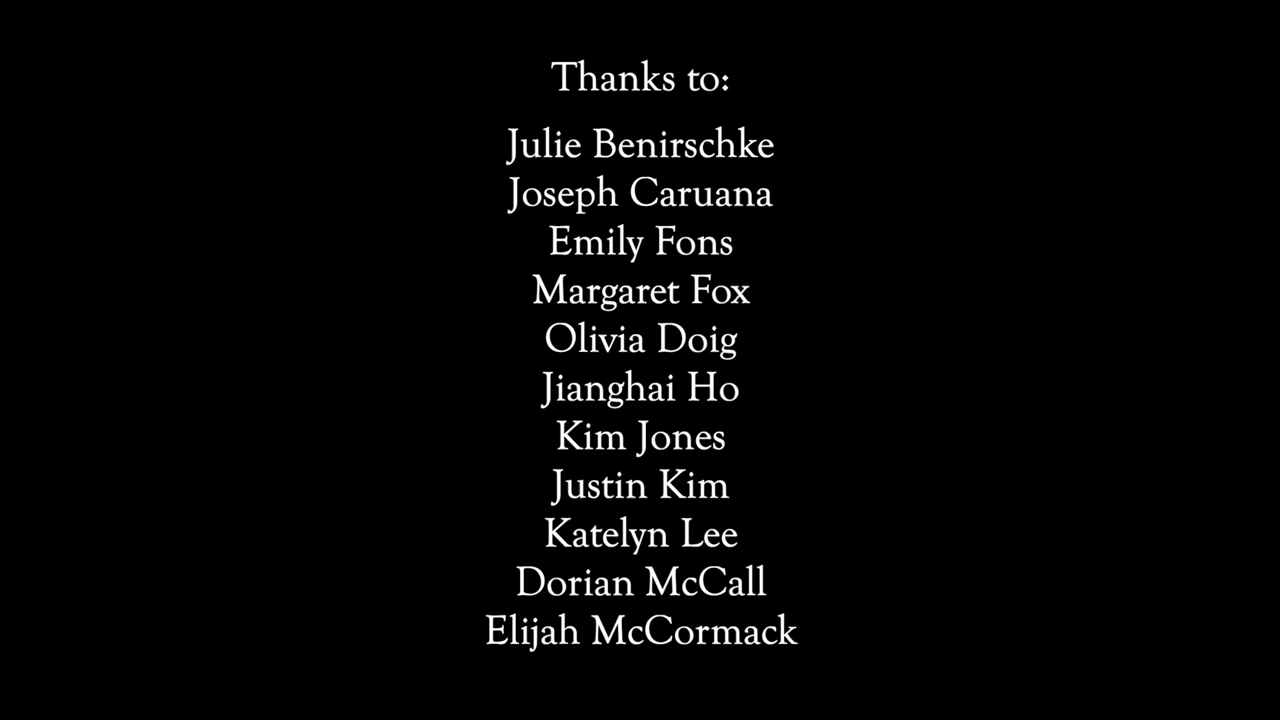 Thanks to:
Julie Benirschke
Joseph Caruana
Emily Fons
Margaret Fox
Olivia Doig
Jianghai Ho
Kim Jones
Justin Kim
Katelyn Lee
Dorian McCall
Elijah McCormack